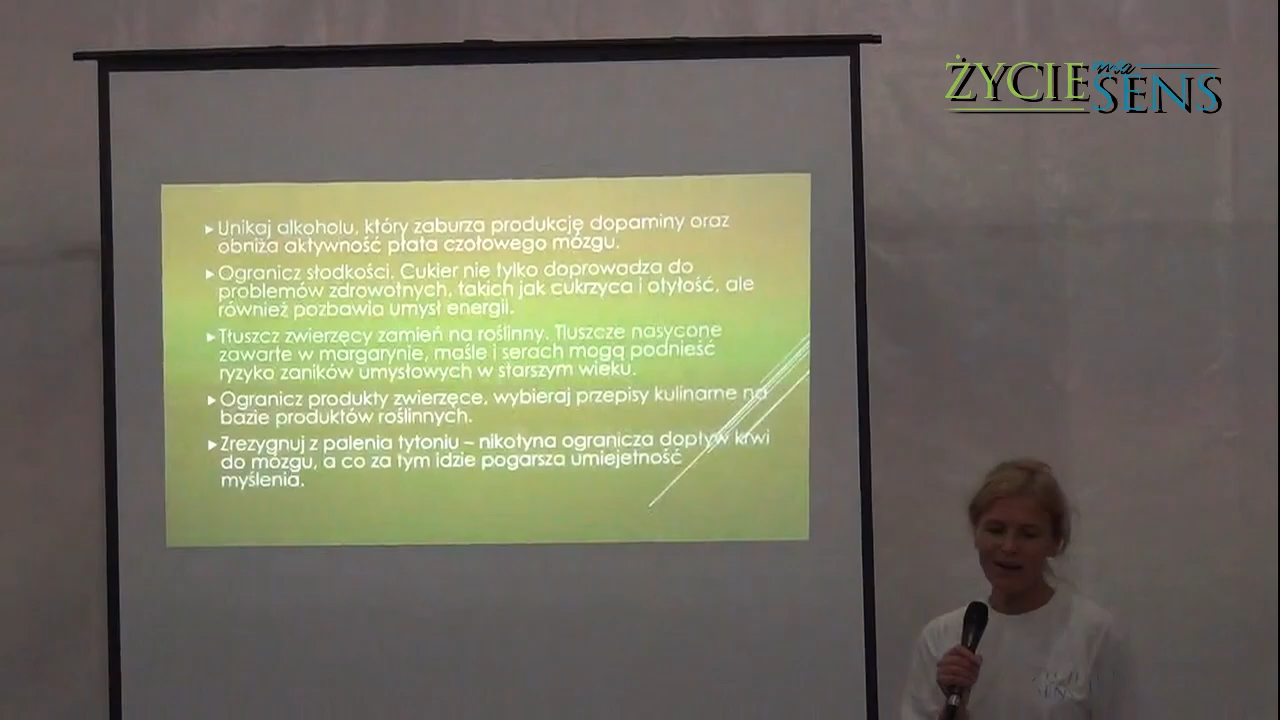 ŻYCIE ma SENS
Unikaj alkoholu, który zaburza produkcję dopaminy oraz
obniża aktywność płata czołowego mózgu.
Ogranicz słodkości. Cukier nie tylko doprowadza do
problemów zdrowotnych, takich jak cukrzyca i otyłość, ale
również pozbawia umysł energii.
Tłuszcz zwierzęcy zamień na roślinny. Tłuszcze nasycone
zawarte w margarynie, maśle i serach mogą podnieść
ryzyko zaników umysłowych w starszym wieku.
Ogranicz produkty zwierzęce, wybieraj przepisy kulinarne na
bazie produktów roślinnych.
Zrezygnuj z palenia tytoniu – nikotyna ogranicza dopływ krwi
do mózgu, a co za tym idzie pogarsza umiejetność
myślenia.